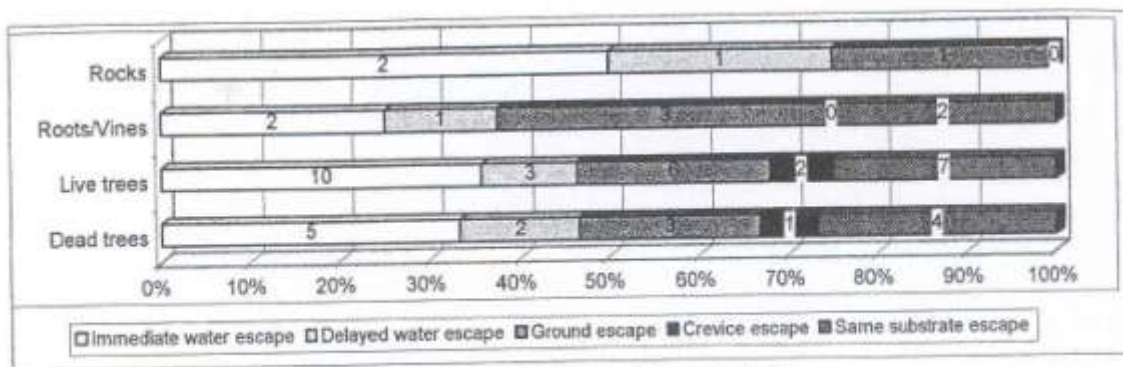 Rocks 2 1 1 0
Roots/Vines 2 1 3 0 2
Live trees 10 3 6 2 7
Dead trees 5 2 3 1 4
0% 10% 20% 30% 40% 50% 60% 70% 80% 90% 100%
Immediate water escape Delayed water escape Ground escape Crevice escape Same substrate escape